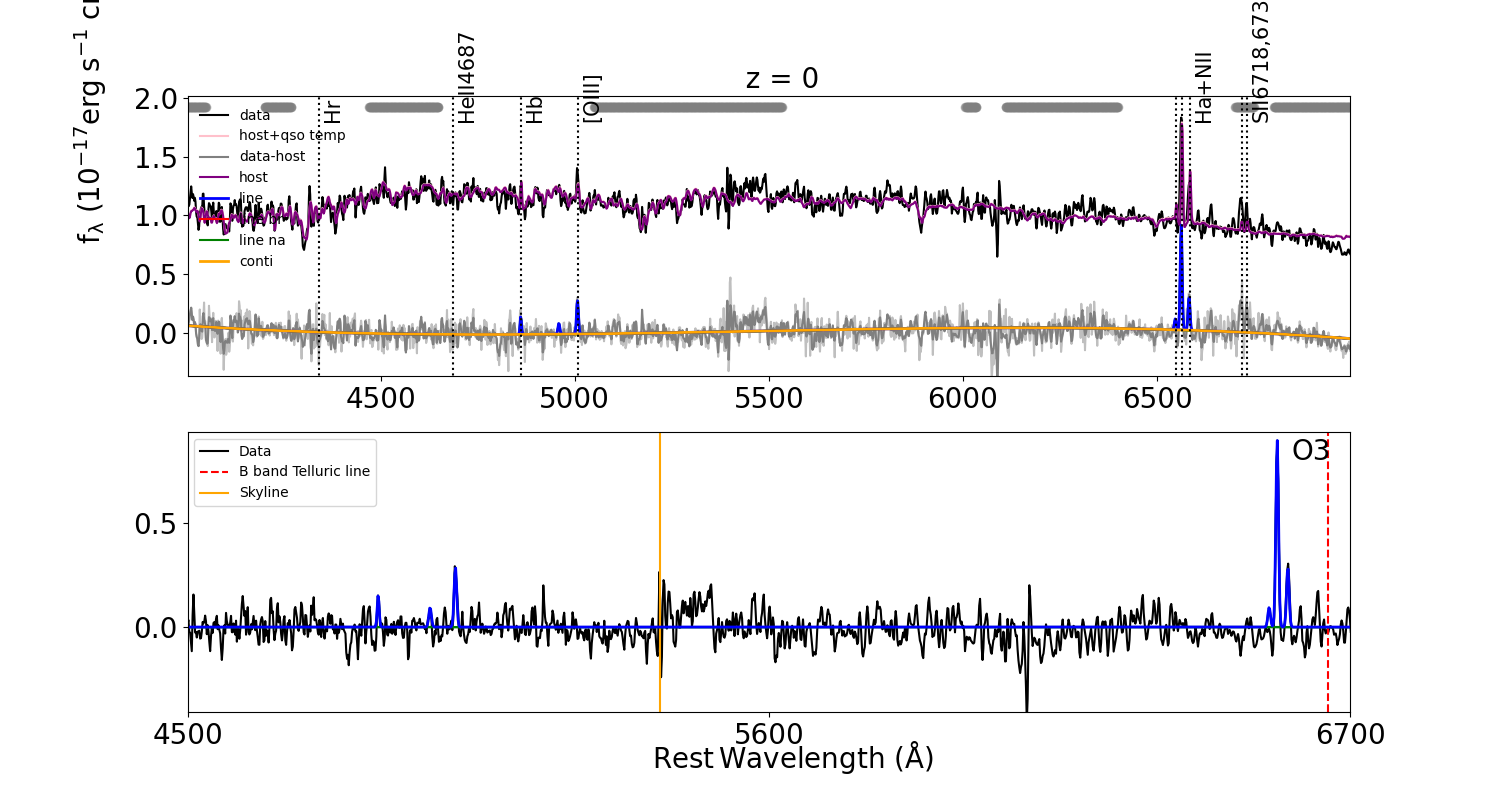 z = 0
fλ (10−17erg s−1 c
2.0
1.5
1.0
0.5
0.0
data
host+qso temp
data-host
host
line
line na
conti
Hr
HeII4687
Hb
[OIII]
Ha+NII
SII6718,673
4500
5000
5500
6000
6500
0.5
0.0
Data
B band Telluric line
Skyline
O3
4500
5600
6700
Rest Wavelength (Å)